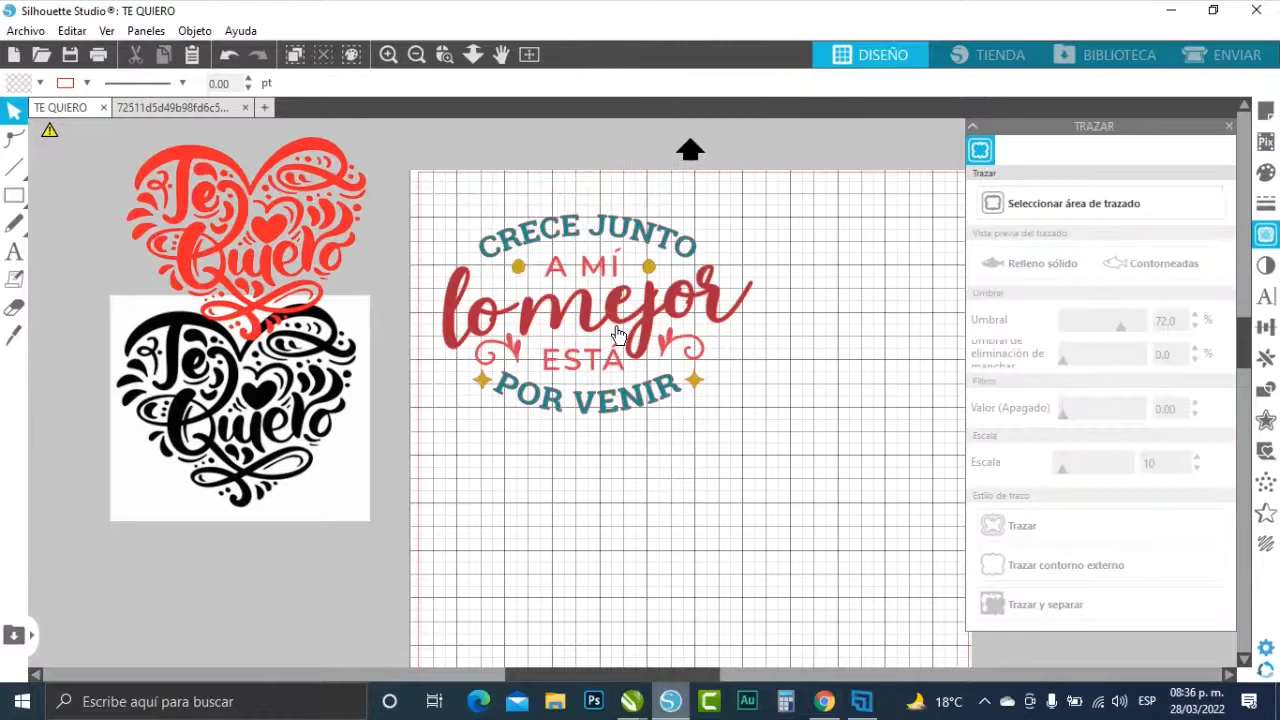 Silhouette Studio®: TE QUIERO
Archivo Editar Ver Paneles Objeto Ayuda
DISEÑO TIENDA BIBLIOTECA ENVIAR
0.00 pt
TE QUIERO 72511d5d49b98fd6c5...
TRAZAR
Trazar
Seleccionar área de trazado
Vista previa del trazado
Relleno sólido Contorneadas
Umbral
Umbral 72.0 %
Umbral de
eliminación de
manchas
0.0 %
Filtros
Valor (Apagado) 0.00
Escala
Escala 10
Estilo de trazo
Trazar
Trazar contorno externo
Trazar y separar
Te
Quiero
Te
Quiero
CRECE JUNTO
A MÍ
lo mejor
ESTÁ
POR VENIR
Escribe aquí para buscar
Ps
Au
18°C
ESP
08:36 p. m.
28/03/2022